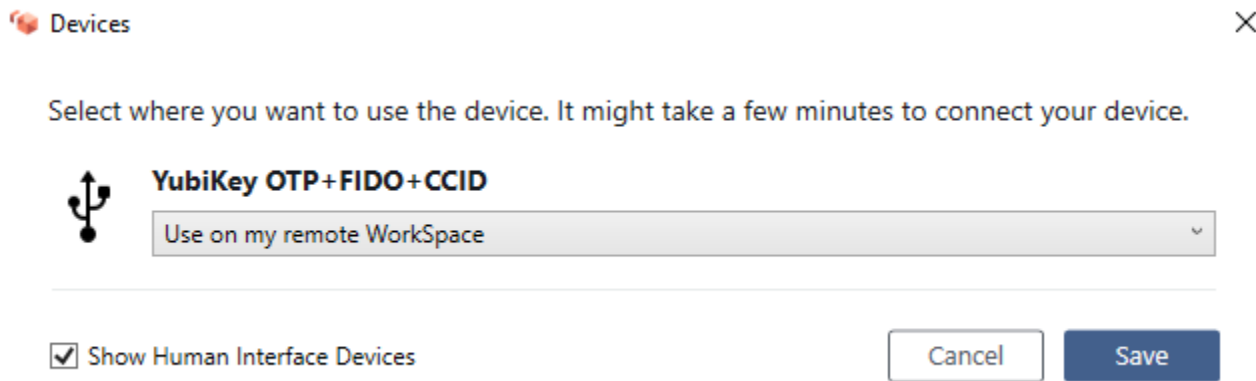 Devices
Select where you want to use the device. It might take a few minutes to connect your device.
YubiKey OTP+FIDO+CCID
Use on my remote WorkSpace
Show Human Interface Devices
Cancel
Save